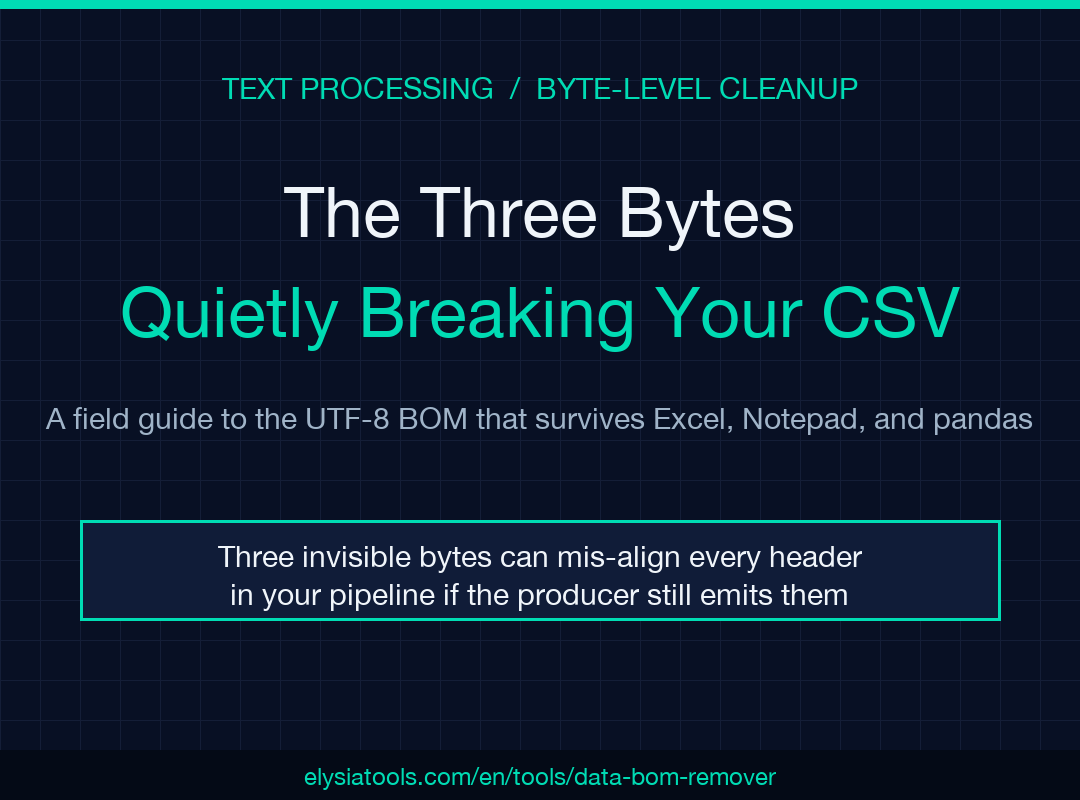 TEXT PROCESSING / BYTE-LEVEL CLEANUP
The Three Bytes
Quietly Breaking Your CSV
A field guide to the UTF-8 BOM that survives Excel, Notepad, and pandas
Three invisible bytes can mis-align every header
in your pipeline if the producer still emits them
elysiatools.com/en/tools/data-bom-remover